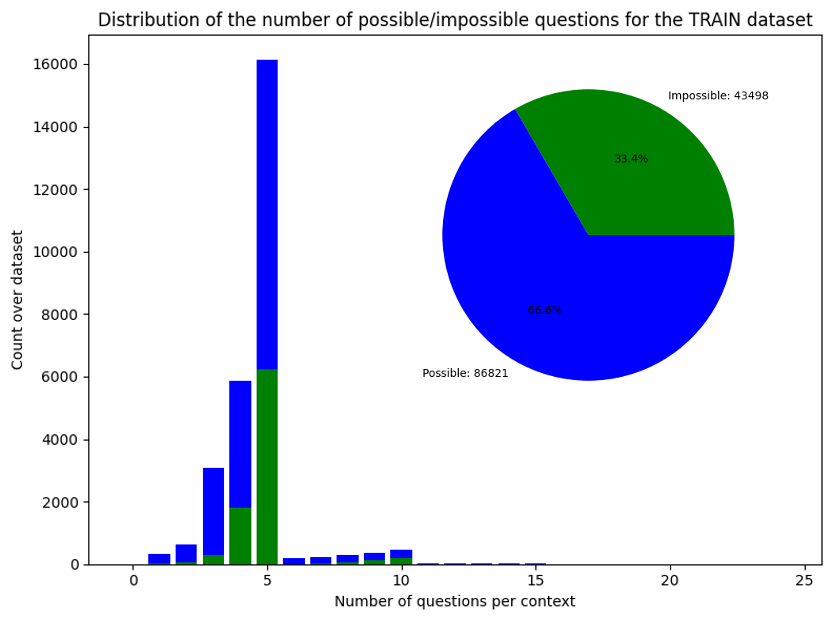 Distribution of the number of possible/impossible questions for the TRAIN dataset
16000
14000
12000
10000
8000
6000
4000
2000
0
Count over dataset
Impossible: 43498
33.4%
66.6%
Possible: 86821
0 5 10 15 20 25
Number of questions per context